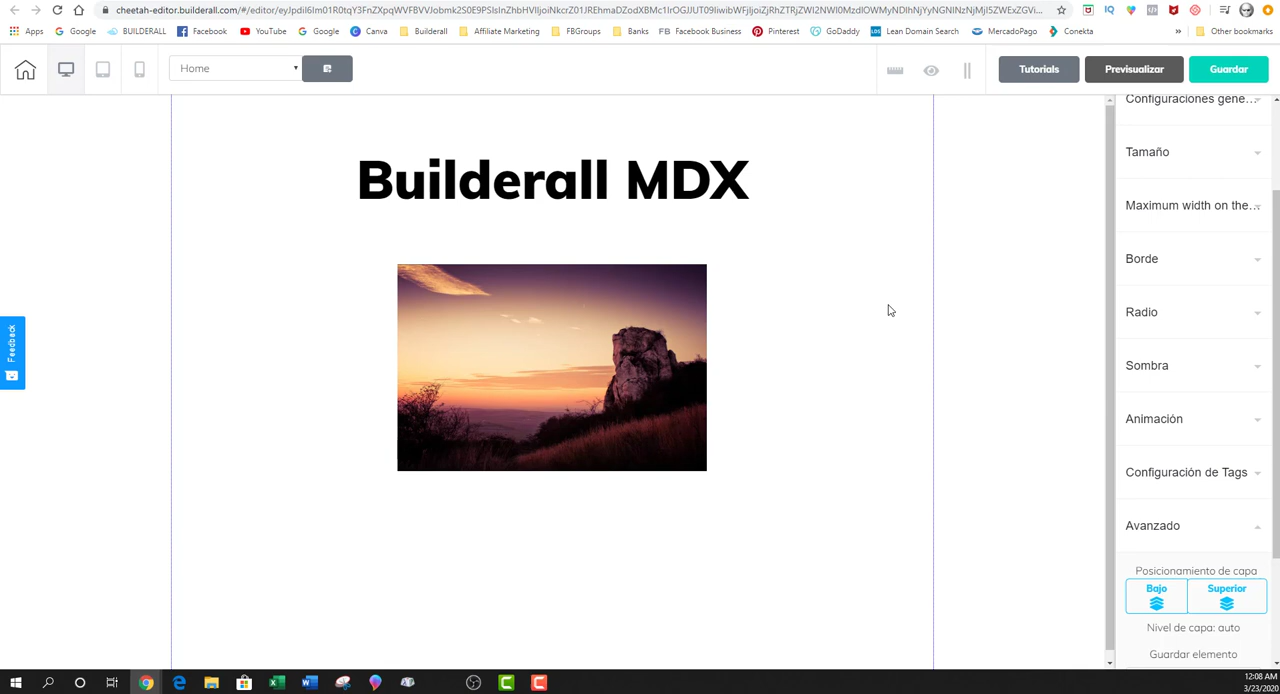 cheetah-editor.builderall.com/#/editor/
Apps Google BUILDERALL Facebook YouTube Google Canva Builderall Affiliate Marketing FBGroups Banks FB Facebook Business Pinterest GoDaddy LDS Lean Domain Search MercadoPago Conekta » Other bookmarks
Home
Tutorials
Previsualizar
Guardar
Builderall MDX
Feedback
Configuraciones gene...
Tamaño
Maximum width on the...
Borde
Radio
Sombra
Animación
Configuración de Tags
Avanzado
Posicionamiento de capa
Bajo Superior
Nivel de capa: auto
Guardar elemento
12:08 AM
3/23/2020